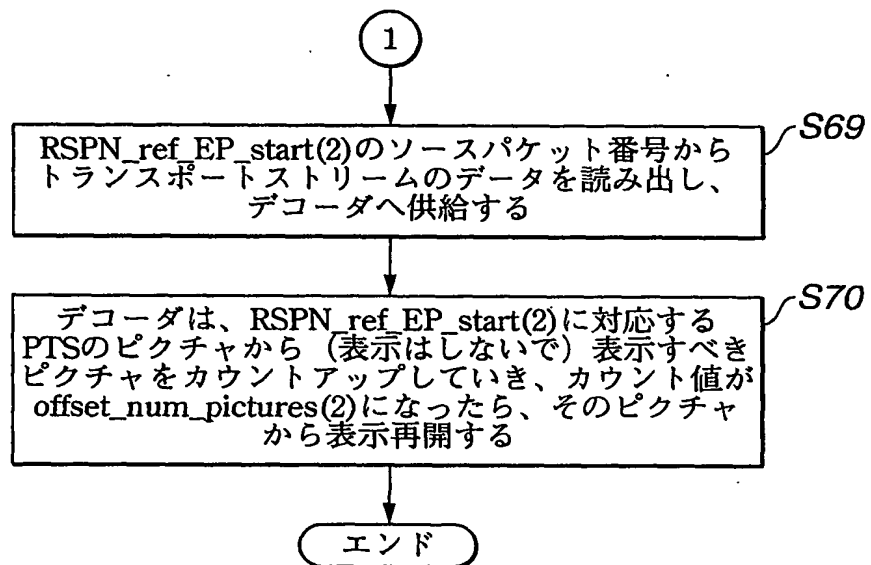 1
S69
RSPN_ref_EP_start(2)のソースパケット番号から
トランスポートストリームのデータを読み出し、
デコーダへ供給する
S70
デコーダは、RSPN_ref_EP_start(2)に対応する
PTSのピクチャから（表示はしないで）表示すべき
ピクチャをカウントアップしていき、カウント値が
offset_num_pictures(2)になったら、そのピクチャ
から表示再開する
エンド